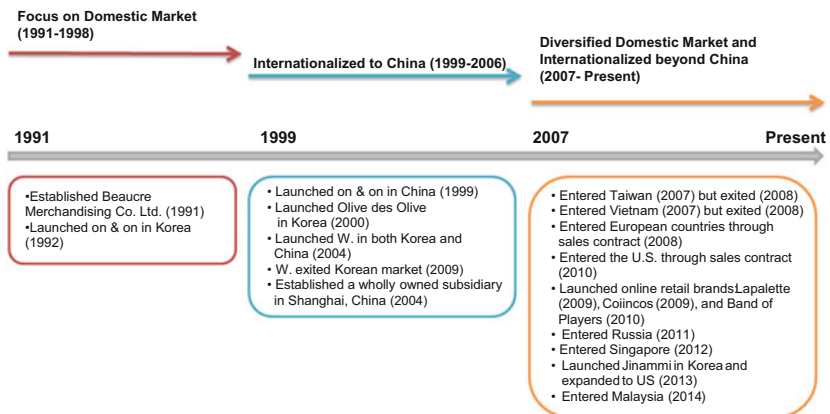 Focus on Domestic Market
(1991-1998)
Internationalized to China (1999-2006)
Diversified Domestic Market and
Internationalized beyond China
(2007- Present)
1991
1999
2007
Present
•Established Beaucre
Merchandising Co. Ltd. (1991)
•Launched on & on in Korea
(1992)
• Launched on & on in China (1999)
• Launched Olive des Olive
in Korea (2000)
• Launched W. in both Korea and
China (2004)
• W. exited Korean market (2009)
• Established a wholly owned subsidiary
in Shanghai, China (2004)
• Entered Taiwan (2007) but exited (2008)
• Entered Vietnam (2007) but exited (2008)
• Entered European countries through
sales contract (2008)
• Entered the U.S. through sales contract
(2010)
• Launched online retail brands:Lapalette
(2009), Coiincos (2009), and Band of
Players (2010)
• Entered Russia (2011)
• Entered Singapore (2012)
• Launched Jinammi in Korea and
expanded to US (2013)
• Entered Malaysia (2014)